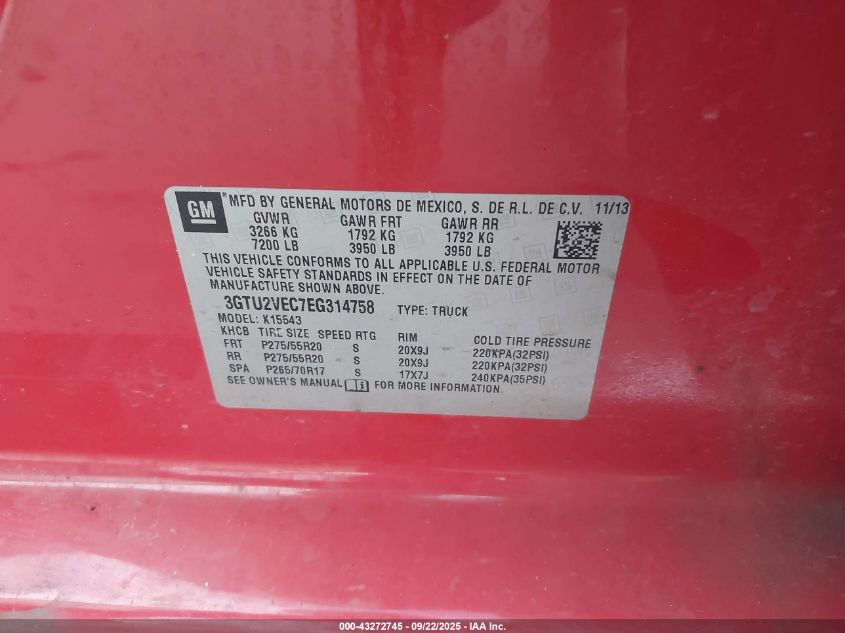 GM ® MFD BY GENERAL MOTORS DE MEXICO, S. DE R.L. DE C.V. 11/13
GVWR GAWR FRT GAWR RR
3266 KG 1792 KG 1792 KG
7200 LB 3950 LB 3950 LB
THIS VEHICLE CONFORMS TO ALL APPLICABLE U.S. FEDERAL MOTOR
VEHICLE SAFETY STANDARDS IN EFFECT ON THE DATE OF
MANUFACTURE SHOWN ABOVE.
3GTU2VEC7EG314758 TYPE: TRUCK
MODEL: K15543
KHCB TIRE SIZE SPEED RTG RIM COLD TIRE PRESSURE
FRT P275/55R20 S 20X9J 220KPA(32PSI)
RR P275/55R20 S 20X9J 220KPA(32PSI)
SPA P265/70R17 S 17X7J 240KPA(35PSI)
SEE OWNER'S MANUAL FOR MORE INFORMATION.
000-43272745 - 09/22/2025 - IAA Inc.